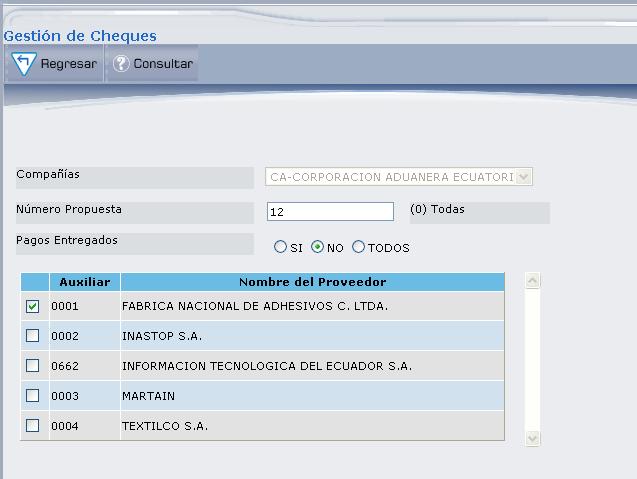 Gestión de Cheques
Regresar Consultar
Compañías CA-CORPORACION ADUANERA ECUATORI
Número Propuesta 12 (0) Todas
Pagos Entregados SI NO TODOS
Auxiliar Nombre del Proveedor
0001 FABRICA NACIONAL DE ADHESIVOS C. LTDA.
0002 INASTOP S.A.
0662 INFORMACION TECNOLOGICA DEL ECUADOR S.A.
0003 MARTAIN
0004 TEXTILCO S.A.